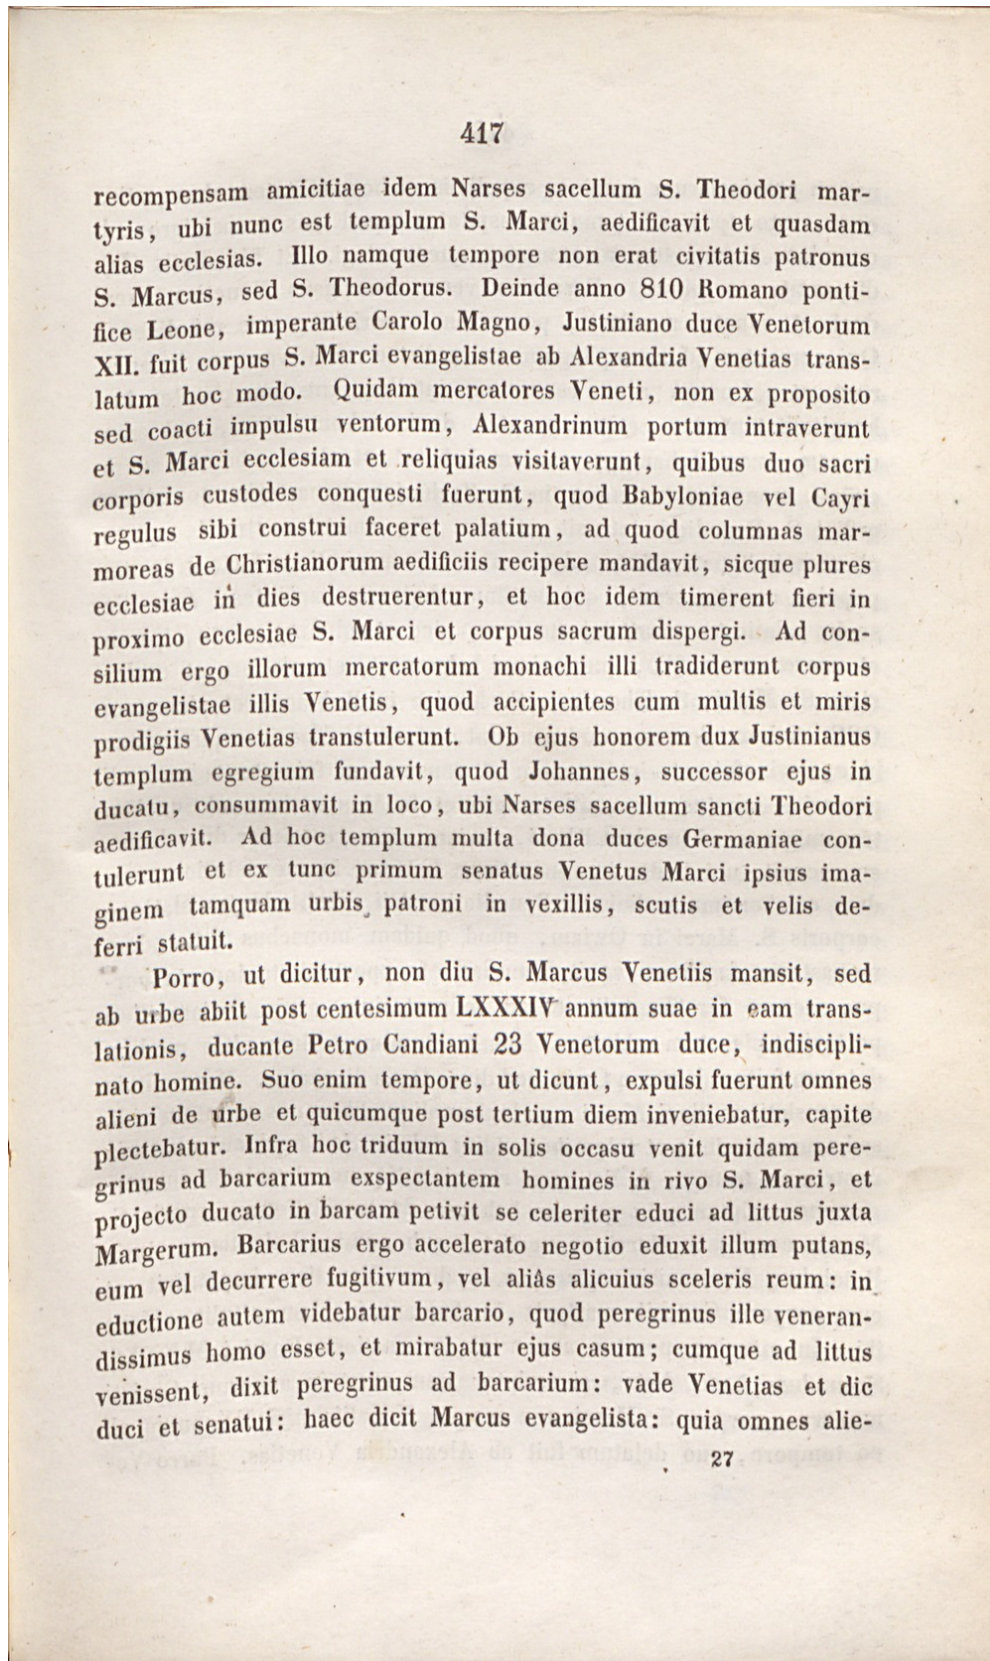 417
recompensam amicitiae idem Narses sacellum S. Theodori mar-
tyris, ubi nunc est templum S. Marci, aedificavit et quasdam
alias ecclesias. Illo namque tempore non erat civitatis patronus
S. Marcus, sed S. Theodorus. Deinde anno 810 Romano ponti-
fice Leone, imperante Carolo Magno, Justiniano duce Venetorum
XII. fuit corpus S. Marci evangelistae ab Alexandria Venetias trans-
latum hoc modo. Quidam mercatores Veneti, non ex proposito
sed coacti impulsu ventorum, Alexandrinum portum intraverunt
et S. Marci ecclesiam et reliquias visitaverunt, quibus duo sacri
corporis custodes conquesti fuerunt, quod Babyloniae vel Cayri
regulus sibi construi faceret palatium, ad quod columnas mar-
moreas de Christianorum aedificiis recipere mandavit, sicque plures
ecclesiae in dies destruerentur, et hoc idem timerent fieri in
proximo ecclesiae S. Marci et corpus sacrum dispergi. Ad con-
silium ergo illorum mercatorum monachi illi tradiderunt corpus
evangelistae illis Venetis, quod accipientes cum multis et miris
prodigiis Venetias transtulerunt. Ob ejus honorem dux Justinianus
templum egregium fundavit, quod Johannes, successor ejus in
ducatu, consummavit in loco, ubi Narses sacellum sancti Theodori
aedificavit. Ad hoc templum multa dona duces Germaniae con-
tulerunt et ex tunc primum senatus Venetus Marci ipsius ima-
ginem tamquam urbis patroni in vexillis, scutis et velis de-
ferri statuit.
Porro, ut dicitur, non diu S. Marcus Venetiis mansit, sed
ab urbe abiit post centesimum LXXXIV annum suae in eam trans-
lationis, ducante Petro Candiani 23 Venetorum duce, indiscipli-
nato homine. Suo enim tempore, ut dicunt, expulsi fuerunt omnes
alieni de urbe et quicumque post tertium diem inveniebatur, capite
plectebatur. Infra hoc triduum in solis occasu venit quidam pere-
grinus ad barcarium exspectantem homines in rivo S. Marci, et
projecto ducato in barcam petivit se celeriter educi ad littus juxta
Margerum. Barcarius ergo accelerato negotio eduxit illum putans,
eum vel decurrere fugitivum, vel aliâs alicuius sceleris reum: in
eductione autem videbatur barcario, quod peregrinus ille veneran-
dissimus homo esset, et mirabatur ejus casum; cumque ad littus
venissent, dixit peregrinus ad barcarium: vade Venetias et dic
duci et senatui: haec dicit Marcus evangelista: quia omnes alie-
27